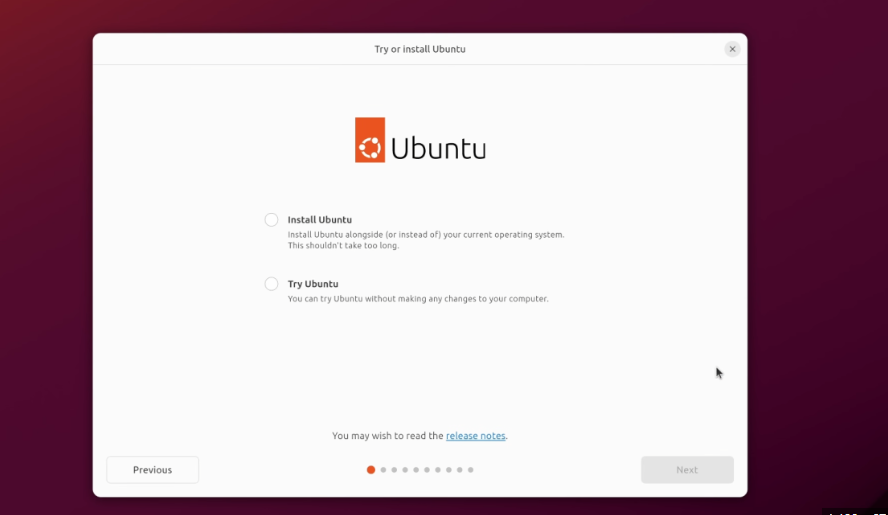 Try or install Ubuntu
Ubuntu
Install Ubuntu
Install Ubuntu alongside (or instead of) your current operating system.
This shouldn't take too long.
Try Ubuntu
You can try Ubuntu without making any changes to your computer.
You may wish to read the release notes.
Previous
Next